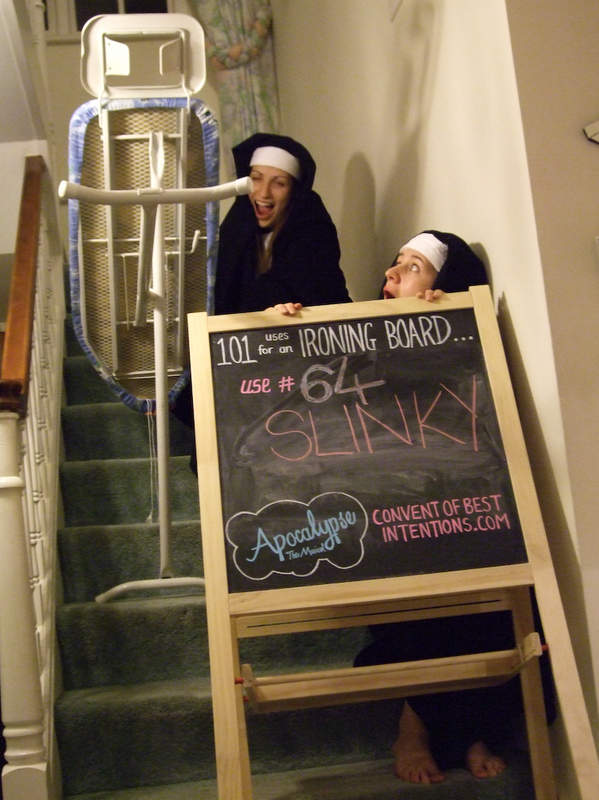 101 uses for an IRONING BOARD...
use # 64
SLINKY
Apocalypse
The Musical
CONVENT OF BEST
INTENTIONS.COM